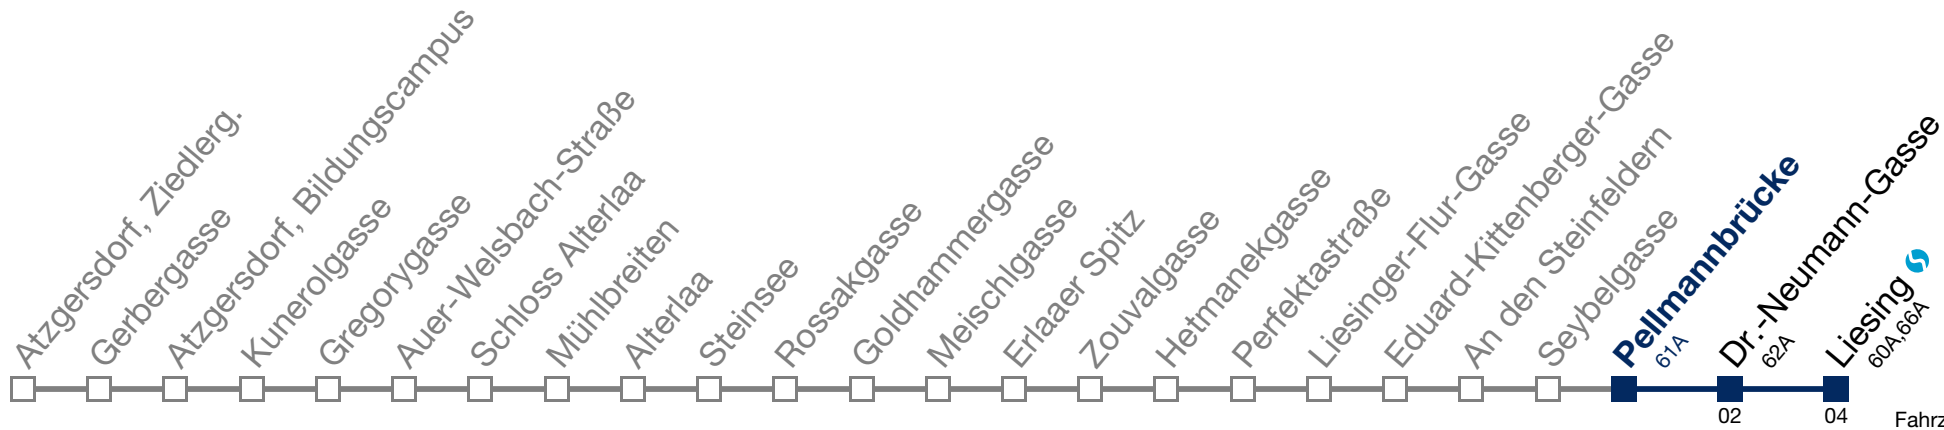 Atzgersdorf, Ziedlerg.
Gerbergasse
Atzgersdorf, Bildungscampus
Kunerolgasse
Gregorygasse
Auer-Welsbach-Straße
Schloss Alterlaa
Mühlbreiten
Alterlaa
Steinsee
Rossakgasse
Goldhammergasse
Meischlgasse
Erlaaer Spitz
Zouvalgasse
Hetmanekgasse
Perfektastraße
Liesinger-Flur-Gasse
Eduard-Kittenberger-Gasse
An den Steinfeldern
Seybelgasse
Pellmannbrücke
61A
Dr.-Neumann-Gasse
62A
Liesing
60A,66A
02
04
Fahrz